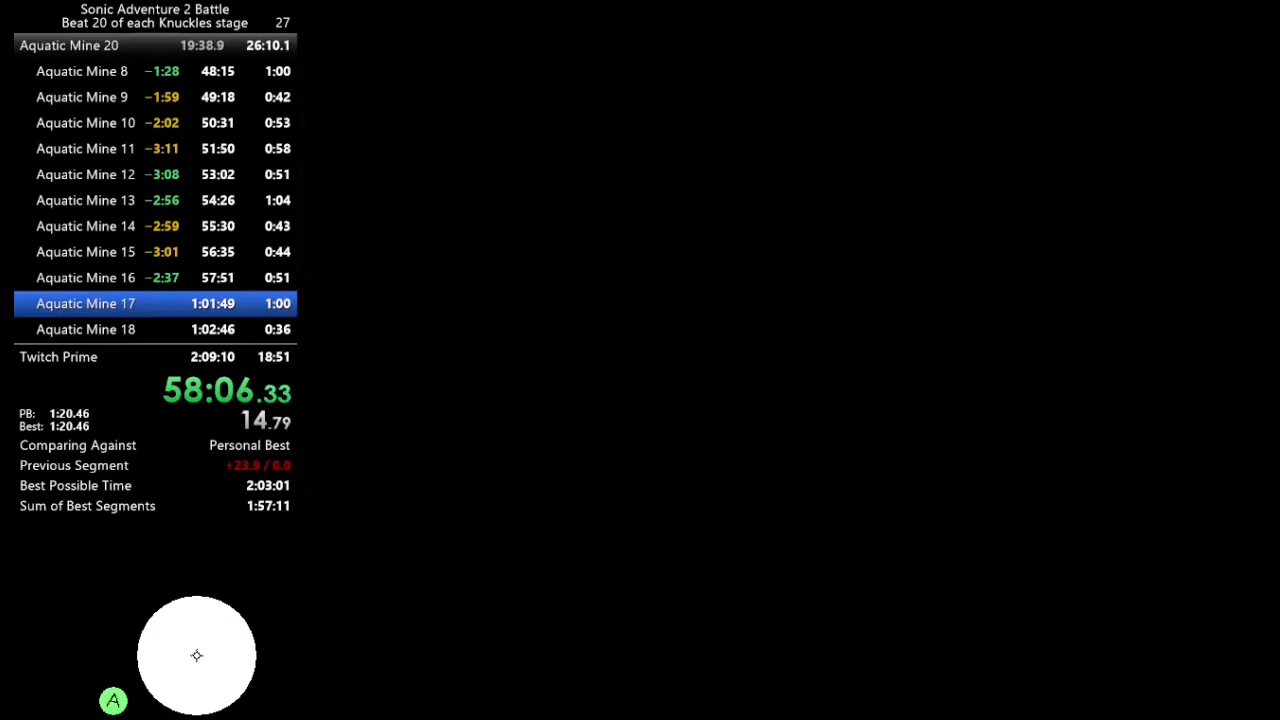 Sonic Adventure 2 Battle
Beat 20 of each Knuckles stage 27
Aquatic Mine 20 19:38.9 26:10.1
Aquatic Mine 8 −1:28 48:15 1:00
Aquatic Mine 9 −1:59 49:18 0:42
Aquatic Mine 10 −2:02 50:31 0:53
Aquatic Mine 11 −3:11 51:50 0:58
Aquatic Mine 12 −3:08 53:02 0:51
Aquatic Mine 13 −2:56 54:26 1:04
Aquatic Mine 14 −2:59 55:30 0:43
Aquatic Mine 15 −3:01 56:35 0:44
Aquatic Mine 16 −2:37 57:51 0:51
Aquatic Mine 17 1:01:49 1:00
Aquatic Mine 18 1:02:46 0:36
Twitch Prime 2:09:10 18:51
58:06.33
PB: 1:20.46 14.79
Best: 1:20.46
Comparing Against Personal Best
Previous Segment +23.9 / 0.0
Best Possible Time 2:03:01
Sum of Best Segments 1:57:11
A